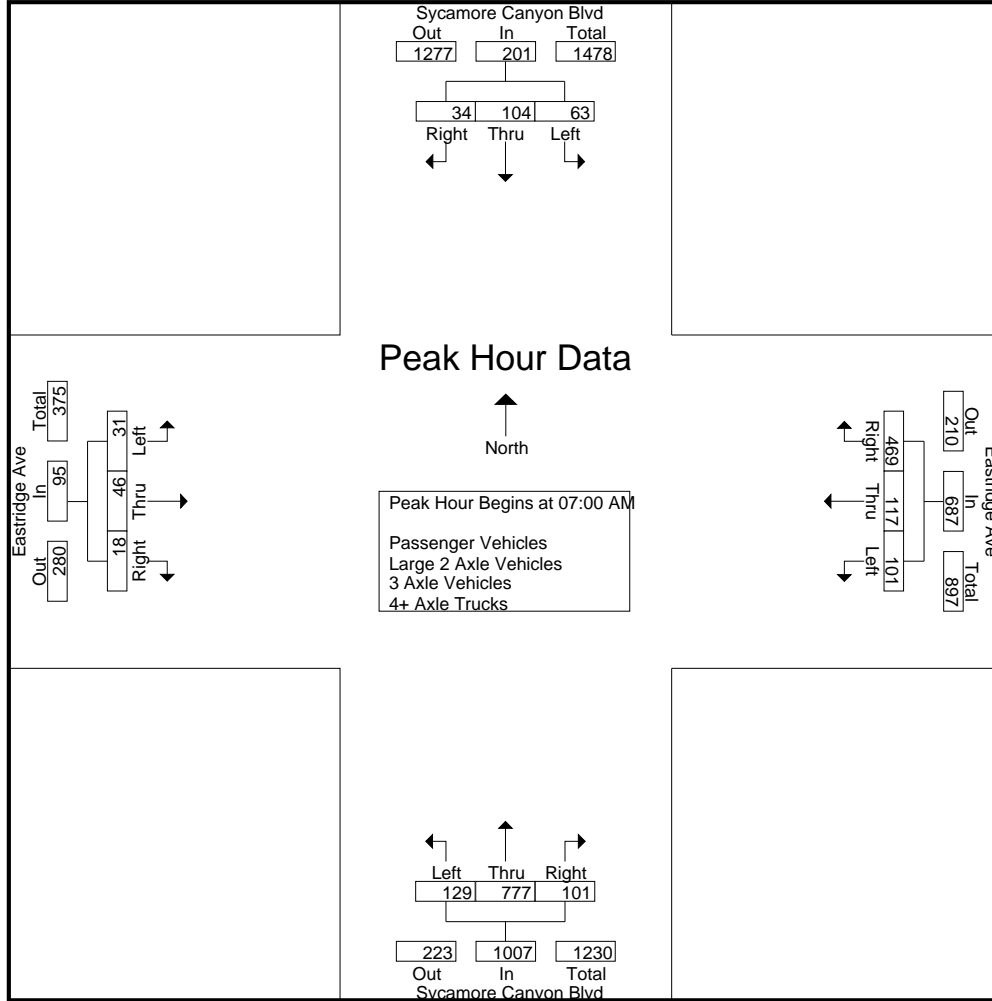 Sycamore Canyon Blvd
Out In Total
1277 201 1478
34 104 63
Right Thru Left
Peak Hour Data
North
Peak Hour Begins at 07:00 AM
Passenger Vehicles
Large 2 Axle Vehicles
3 Axle Vehicles
4+ Axle Trucks
Eastridge Ave
Out In Total
280 95 375
31 46 18
Left Thru Right
Eastridge Ave
Out In Total
210 687 897
469 117 101
Right Thru Left
Left Thru Right
129 777 101
223 1007 1230
Out In Total
Sycamore Canyon Blvd